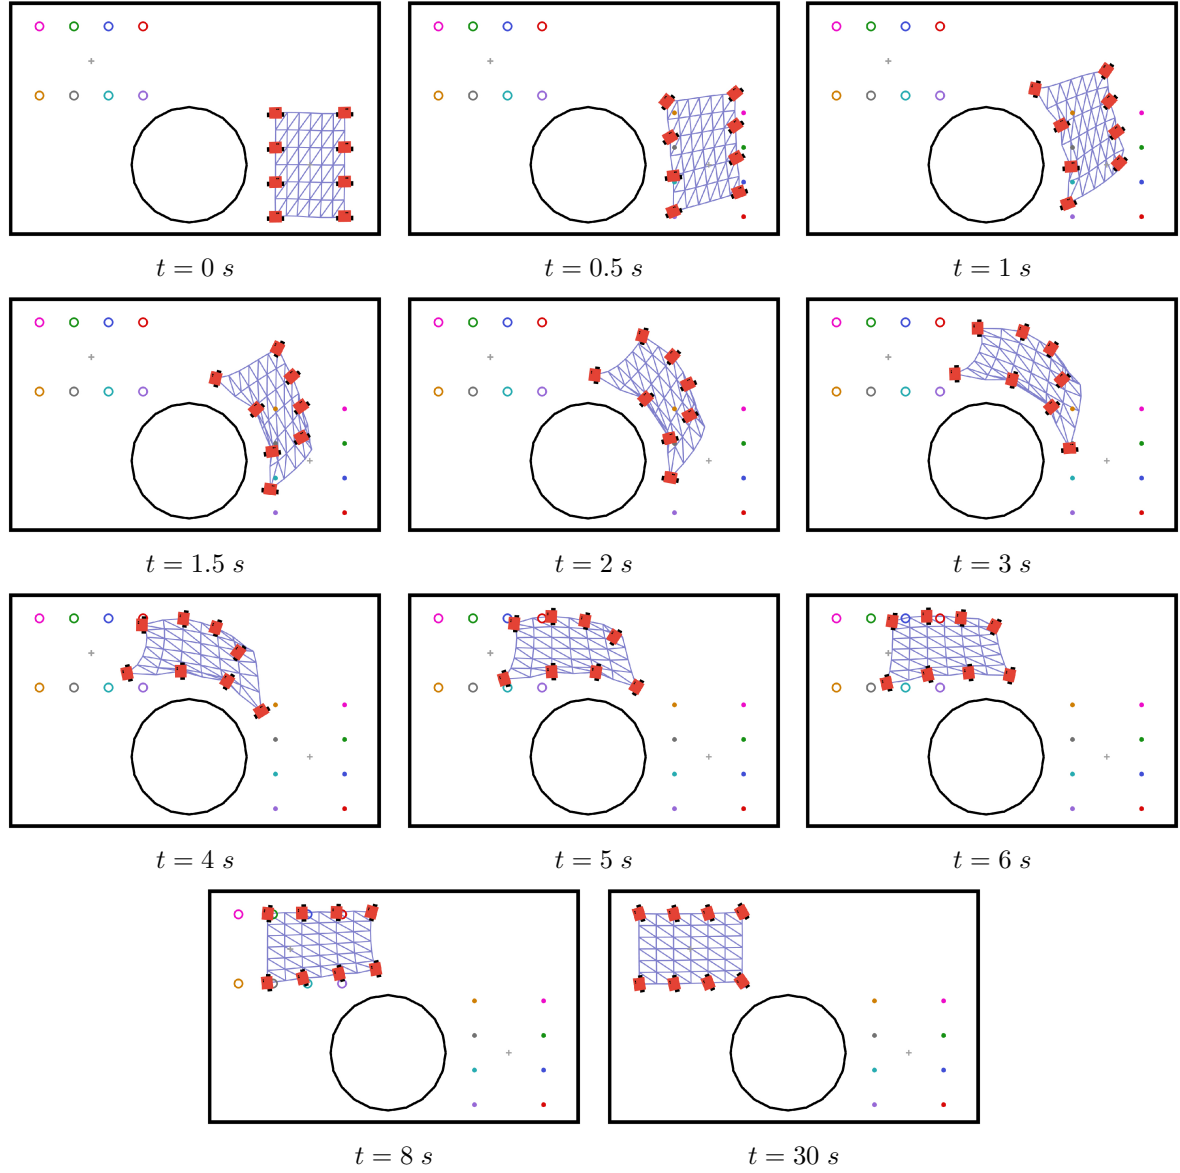 t = 0 s
t = 0.5 s
t = 1 s
t = 1.5 s
t = 2 s
t = 3 s
t = 4 s
t = 5 s
t = 6 s
t = 8 s
t = 30 s